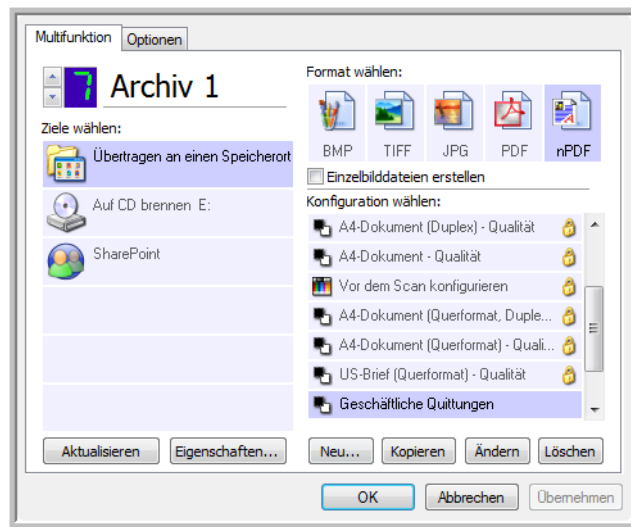 Multifunktion
Optionen
7
Archiv 1
Ziele wählen:
Übertragen an einen Speicherort
Auf CD brennen E:
SharePoint
Aktualisieren
Eigenschaften...
Format wählen:
BMP
TIFF
JPG
PDF
nPDF
Einzelbilddateien erstellen
Konfiguration wählen:
A4-Dokument (Duplex) - Qualität
A4-Dokument - Qualität
Vor dem Scan konfigurieren
A4-Dokument (Querformat, Duple...
A4-Dokument (Querformat) - Quali...
US-Brief (Querformat) - Qualität
Geschäftliche Quittungen
Neu...
Kopieren
Ändern
Löschen
OK
Abbrechen
Übernehmen